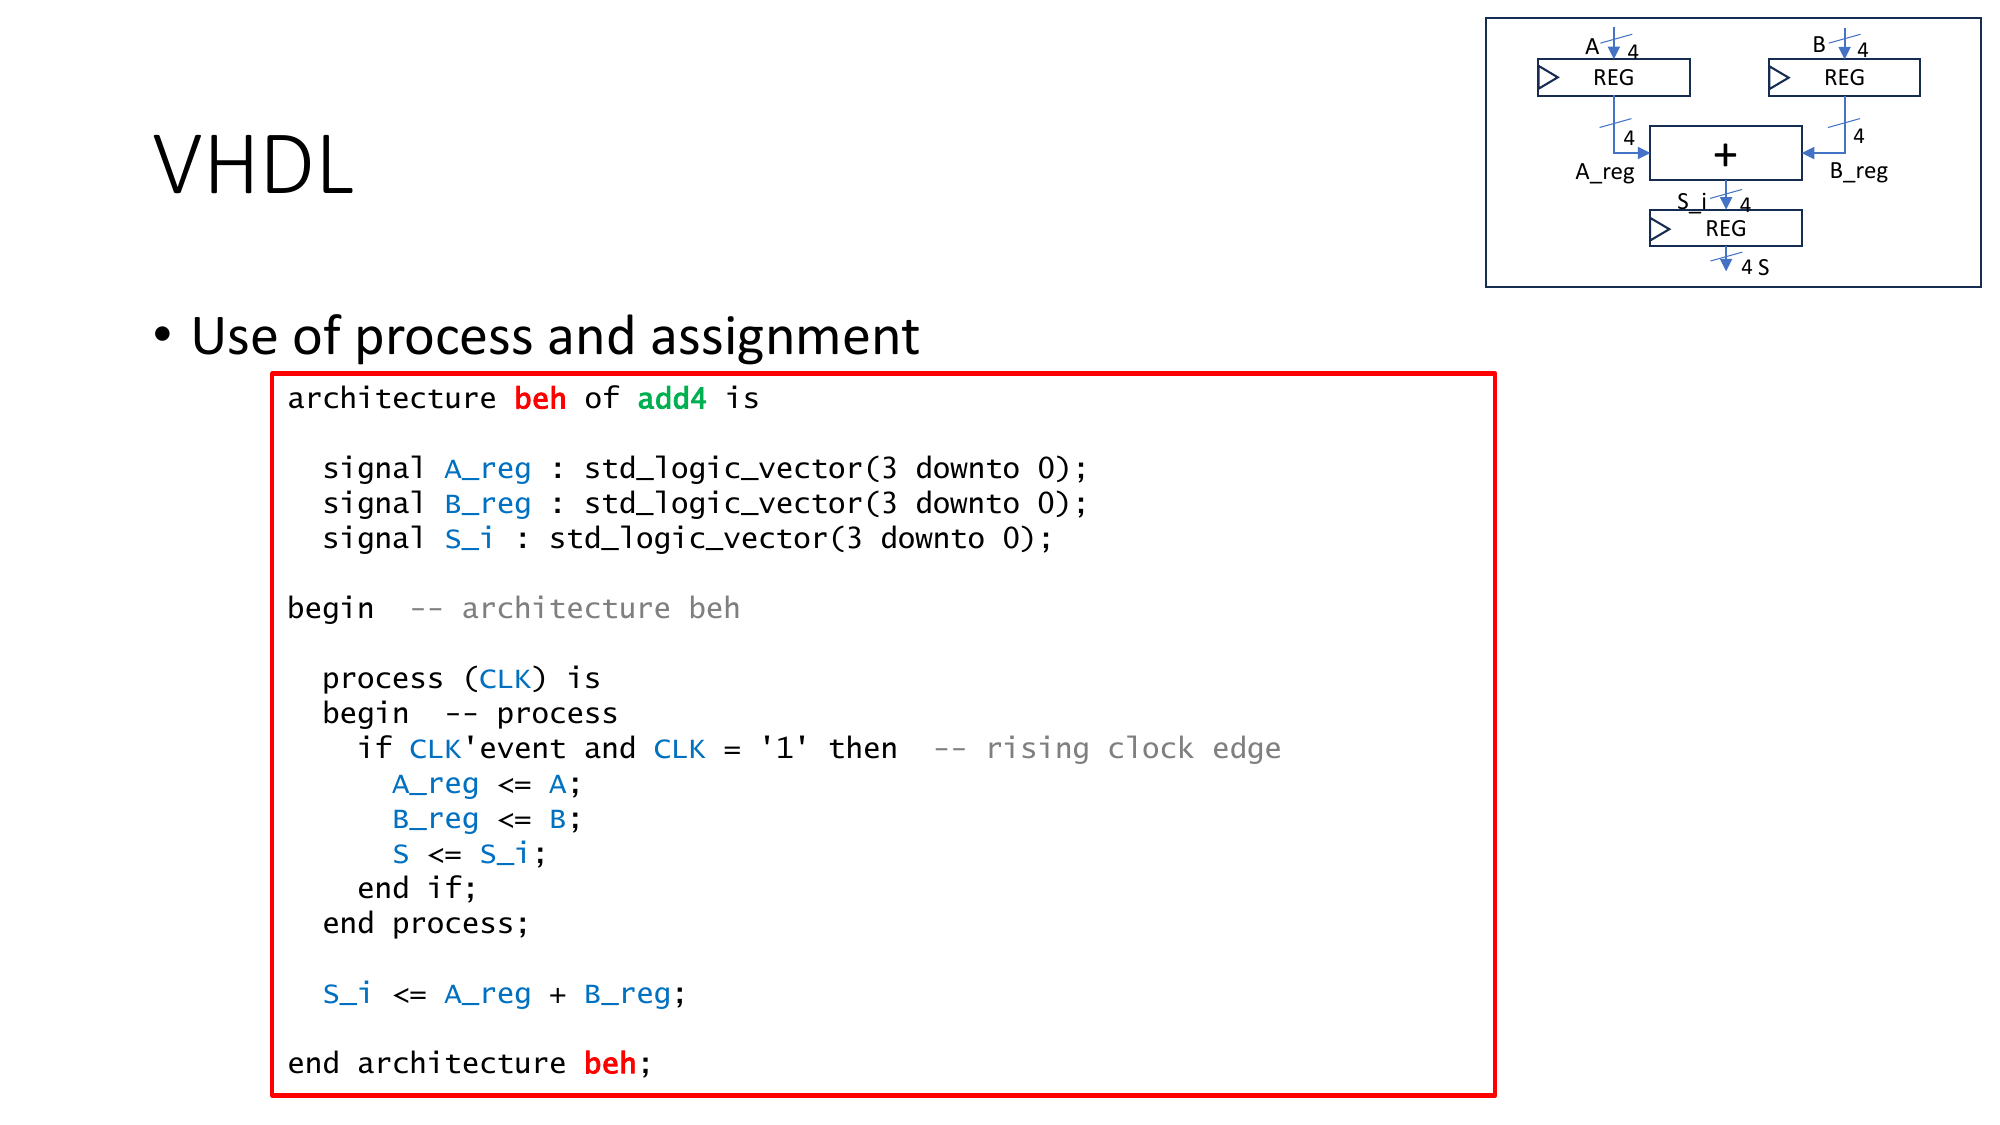 VHDL
A 4
B 4
REG
REG
4
4
+
A_reg
B_reg
S_i 4
REG
4 S
• Use of process and assignment
architecture beh of add4 is
signal A_reg : std_logic_vector(3 downto 0);
signal B_reg : std_logic_vector(3 downto 0);
signal S_i : std_logic_vector(3 downto 0);
begin -- architecture beh
process (CLK) is
begin -- process
if CLK'event and CLK = '1' then -- rising clock edge
A_reg <= A;
B_reg <= B;
S <= S_i;
end if;
end process;
S_i <= A_reg + B_reg;
end architecture beh;